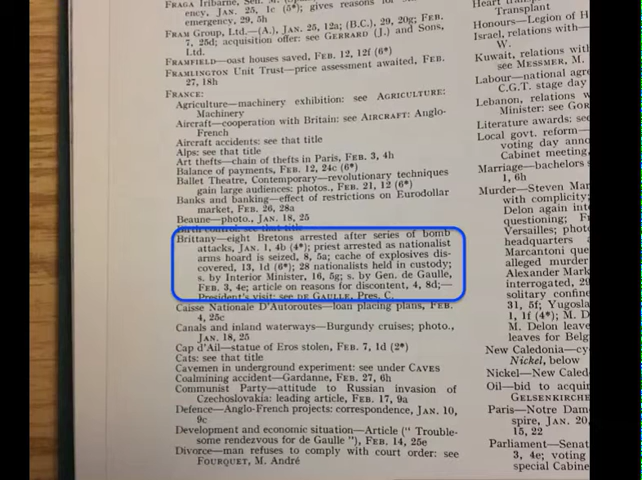 FRAGA Iribarne, Sen. M.
ency, JAN. 25, 1c (5*); gives reasons for
emergency, 29, 5h
FRAM Group, Ltd.—(A.), JAN. 25, 12a; (B.C.), 29, 20g; FEB.
7, 25d; acquisition offer: see GERRARD (J.) and Sons,
Ltd.
FRAMFIELD—oast houses saved, FEB. 12, 12f (6*)
FRAMLINGTON Unit Trust—price assessment awaited, FEB.
27, 18h
FRANCE:
Agriculture—machinery exhibition: see AGRICULTURE:
Machinery
Aircraft—cooperation with Britain: see AIRCRAFT: Anglo-
French
Aircraft accidents: see that title
Alps: see that title
Art thefts—chain of thefts in Paris, FEB. 3, 4h
Balance of payments, FEB. 12, 24c (6*)
Ballet Theatre, Contemporary—revolutionary techniques
gain large audiences: photos., FEB. 21, 12 (6*)
Banks and banking—effect of restrictions on Eurodollar
market, FEB. 26, 28a
Beaune—photo., JAN. 18, 25
Birth control: see that title
Brittany—eight Bretons arrested after series of bomb
attacks, JAN. 1, 4b (4*); priest arrested as nationalist
arms hoard is seized, 8, 5a; cache of explosives dis-
covered, 13, 1d (6*); 28 nationalists held in custody;
s. by Interior Minister, 16, 5g; s. by Gen. de Gaulle,
FEB. 3, 4e; article on reasons for discontent, 4, 8d;—
President's visit: see DE GAULLE, Pres. C.
Caisse Nationale D'Autoroutes—loan placing plans, FEB.
4, 25c
Canals and inland waterways—Burgundy cruises; photo.,
JAN. 18, 25
Cap d'Ail—statue of Eros stolen, FEB. 7, 1d (2*)
Cats: see that title
Cavemen in underground experiment: see under CAVES
Coalmining accident—Gardanne, FEB. 27, 6h
Communist Party—attitude to Russian invasion of
Czechoslovakia: leading article, FEB. 17, 9a
Defence—Anglo-French projects: correspondence, JAN. 10,
9c
Development and economic situation—Article (" Trouble-
some rendezvous for de Gaulle "), FEB. 14, 25e
Divorce—man refuses to comply with court order: see
FOURQUET, M. André
Transplant
Honours—Legion of H
Israel, relations with—
W.
Kuwait, relations with
see MESSMER, M.
Labour—national agre
C.G.T. stage day
Lebanon, relations w
Minister: see GOR
Literature awards: see
Local govt. reform—
voting day anno
Cabinet meeting,
Marriage—bachelors s
1, 6h
Murder—Steven Mar
Delon again inte
questioning; Fr
Versailles; photo
headquarters
Marcantoni que
Alexander Mark
interrogated, 29
solitary confine
31, 5f; Yugosla
1, 1f (4*); M.
M. Delon leave
leaves for Belg
New Caledonia—cy
Nickel, below
Nickel—New Caled
Oil—bid to acqui
GELSENKIRCHE
Paris—Notre Dam
spire, JAN. 20
15, 22
Parliament—Senat
3, 4e; voting o
special Cabine